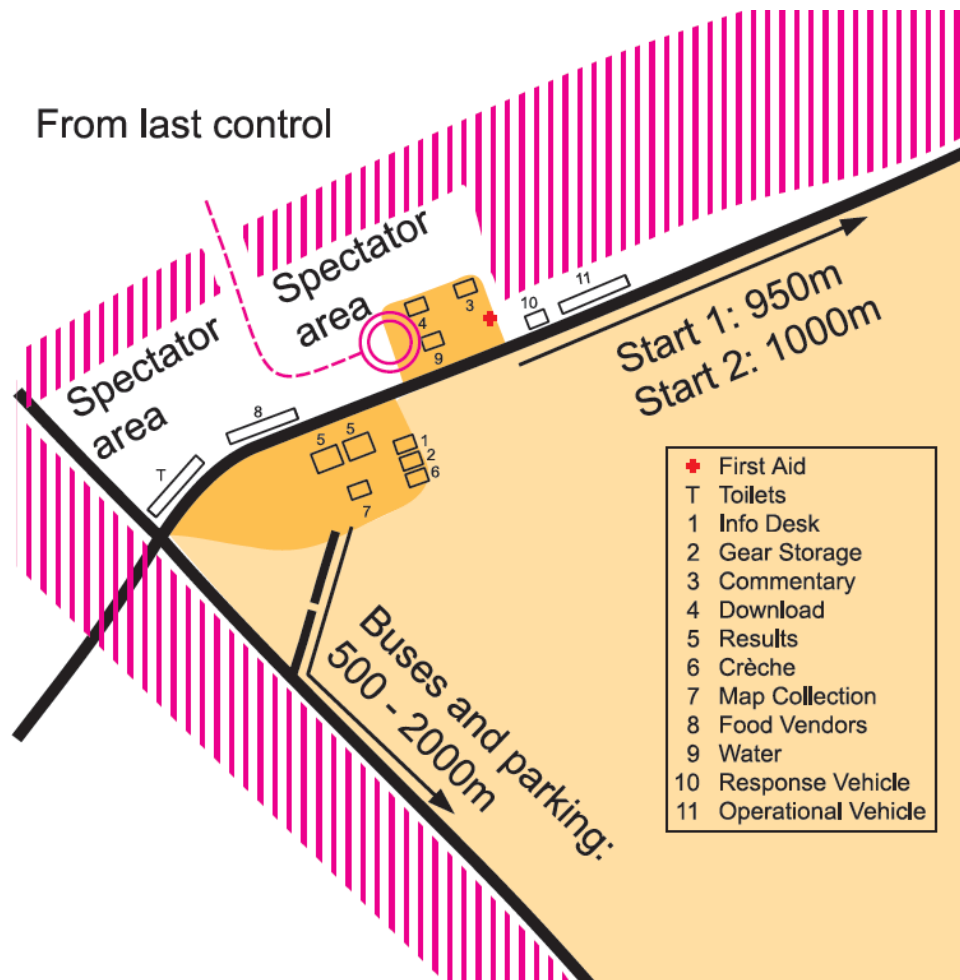 From last control
Spectator
area
Spectator
area
3
4
9
10
11
Start 1: 950m
Start 2: 1000m
8
T
5
5
1
2
6
7
Buses and parking:
500 - 2000m
First Aid
T Toilets
1 Info Desk
2 Gear Storage
3 Commentary
4 Download
5 Results
6 Crèche
7 Map Collection
8 Food Vendors
9 Water
10 Response Vehicle
11 Operational Vehicle